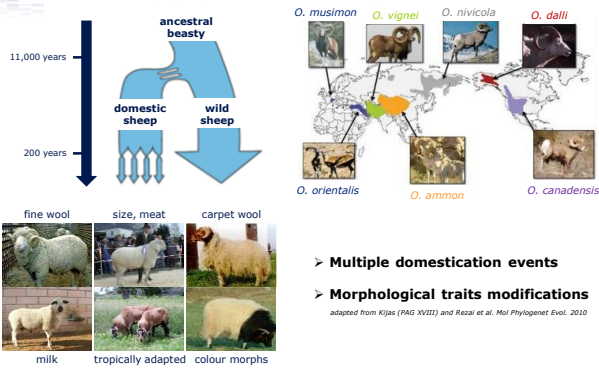 ancestral
beasty
11,000 years
domestic
sheep
wild
sheep
200 years
O. musimon
O. vignei
O. nivicola
O. dalli
O. orientalis
O. ammon
O. canadensis
fine wool
size, meat
carpet wool
milk
tropically adapted
colour morphs
➢ Multiple domestication events
➢ Morphological traits modifications
adapted from Kijas (PAG XVIII) and Rezai et al. Mol Phylogenet Evol. 2010